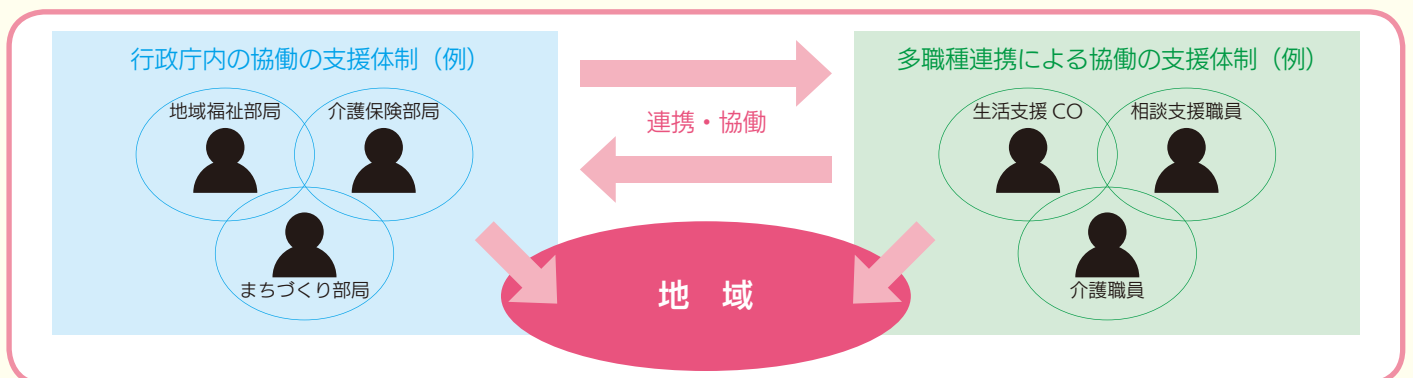 行政庁内の協働の支援体制（例）
地域福祉部局
介護保険部局
まちづくり部局
連携・協働
多職種連携による協働の支援体制（例）
生活支援 CO
相談支援職員
介護職員
地　域